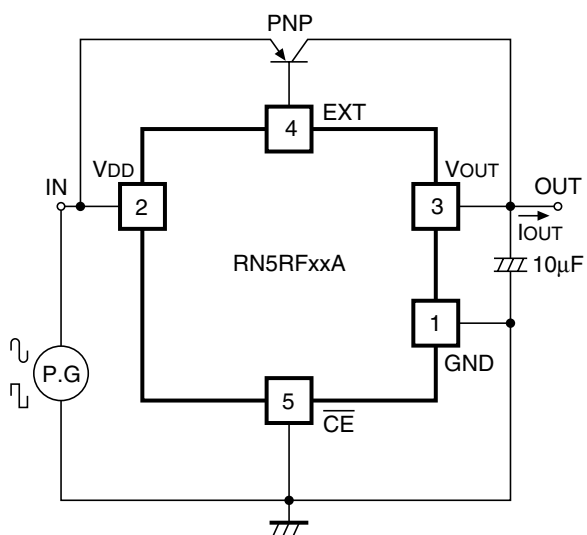 PNP
4
EXT
IN
VDD
2
VOUT
3
OUT
IOUT
RN5RFxxA
10μF
1
GND
P.G
5
CE